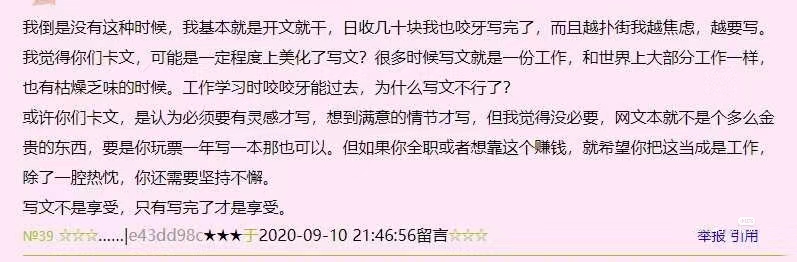 我倒是没有这种时候，我基本就是开文就干，日收几十块我也咬牙写完了，而且越扑街我越焦虑，越要写。
我觉得你们卡文，可能是一定程度上美化了写文？很多时候写文就是一份工作，和世界上大部分工作一样，
也有枯燥乏味的时候。工作学习时咬咬牙能过去，为什么写文不行了？
或许你们卡文，是认为必须要有灵感才写，想到满意的情节才写，但我觉得没必要，网文本就不是个多么金
贵的东西，要是你玩票一年写一本那也可以。但如果你全职或者想靠这个赚钱，就希望你把这当成是工作，
除了一腔热忱，你还需要坚持不懈。
写文不是享受，只有写完了才是享受。
№39 ☆☆☆……|e43dd98c★★★于2020-09-10 21:46:56留言☆☆☆ 举报 引用